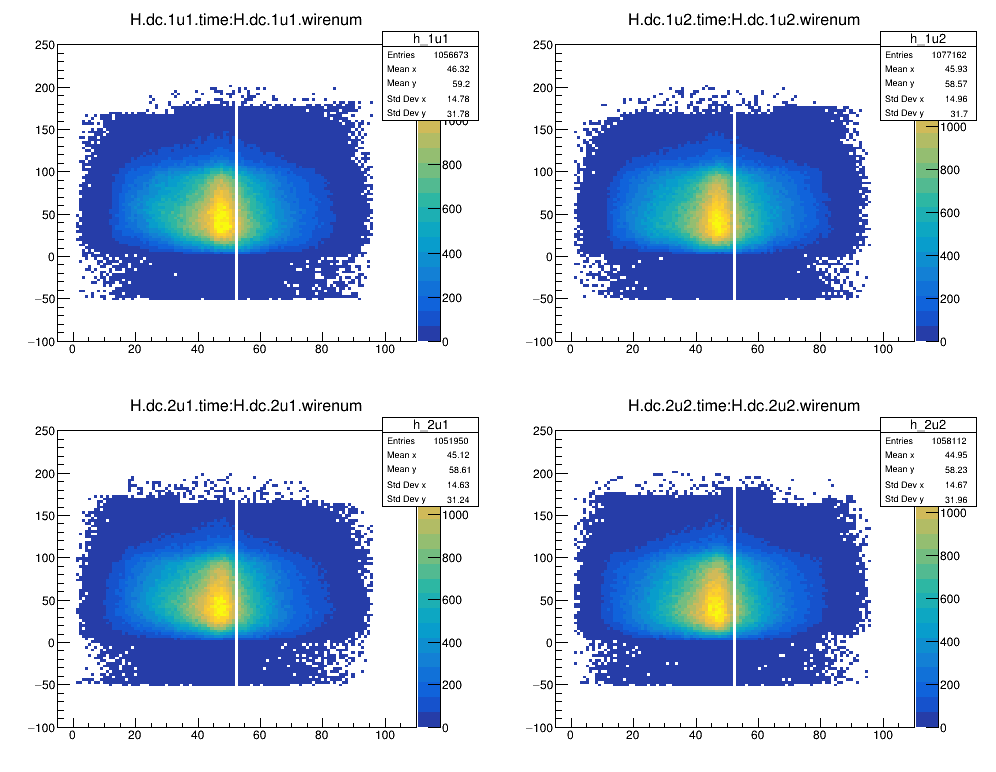 H.dc.1u1.time:H.dc.1u1.wirenum
h_1u1
Entries 1056673
Mean x 46.32
Mean y 59.2
Std Dev x 14.78
Std Dev y 31.78
250
200
150
100
50
0
−50
−100
0 20 40 60 80 100
1000
800
600
400
200
0
H.dc.1u2.time:H.dc.1u2.wirenum
h_1u2
Entries 1077162
Mean x 45.93
Mean y 58.57
Std Dev x 14.96
Std Dev y 31.7
250
200
150
100
50
0
−50
−100
0 20 40 60 80 100
1000
800
600
400
200
0
H.dc.2u1.time:H.dc.2u1.wirenum
h_2u1
Entries 1051950
Mean x 45.12
Mean y 58.61
Std Dev x 14.63
Std Dev y 31.24
250
200
150
100
50
0
−50
−100
0 20 40 60 80 100
1000
800
600
400
200
0
H.dc.2u2.time:H.dc.2u2.wirenum
h_2u2
Entries 1058112
Mean x 44.95
Mean y 58.23
Std Dev x 14.67
Std Dev y 31.96
250
200
150
100
50
0
−50
−100
0 20 40 60 80 100
1000
800
600
400
200
0